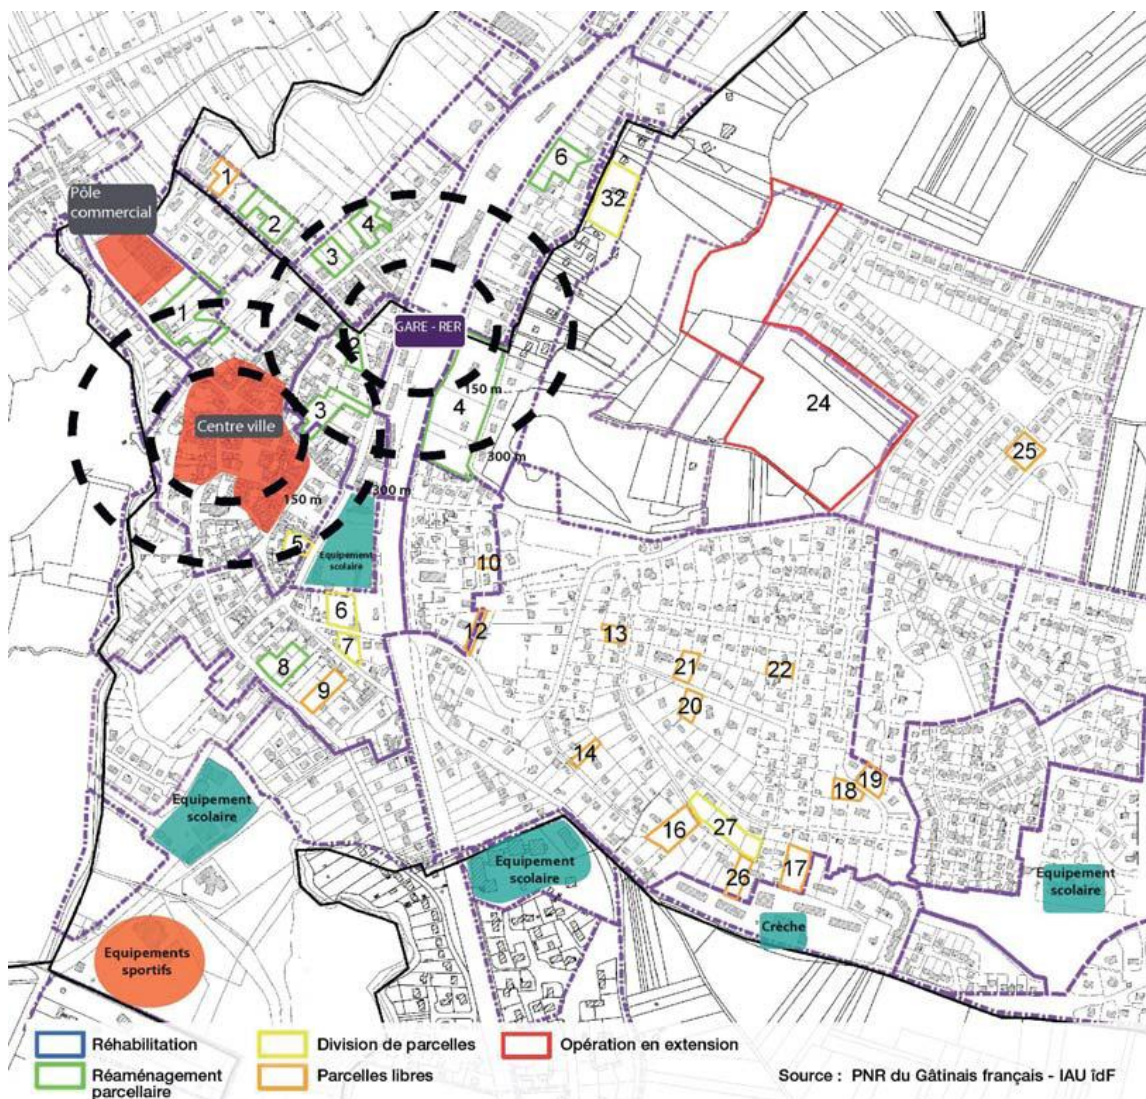 6
1
32
Pôle
commercial
2
4
3
1
GARE - RER
2
150 m
4
24
3
Centre ville
25
300 m
300 m
150 m
5
Equipement
scolaire
10
6
12
13
7
8
21
22
9
20
14
19
18
Equipement
scolaire
16
27
Equipement
scolaire
17
26
Equipement
scolaire
Crèche
Equipements
sportifs
Réhabilitation
Division de parcelles
Opération en extension
Réaménagement
parcellaire
Parcelles libres
Source : PNR du Gâtinais français - IAU îdF